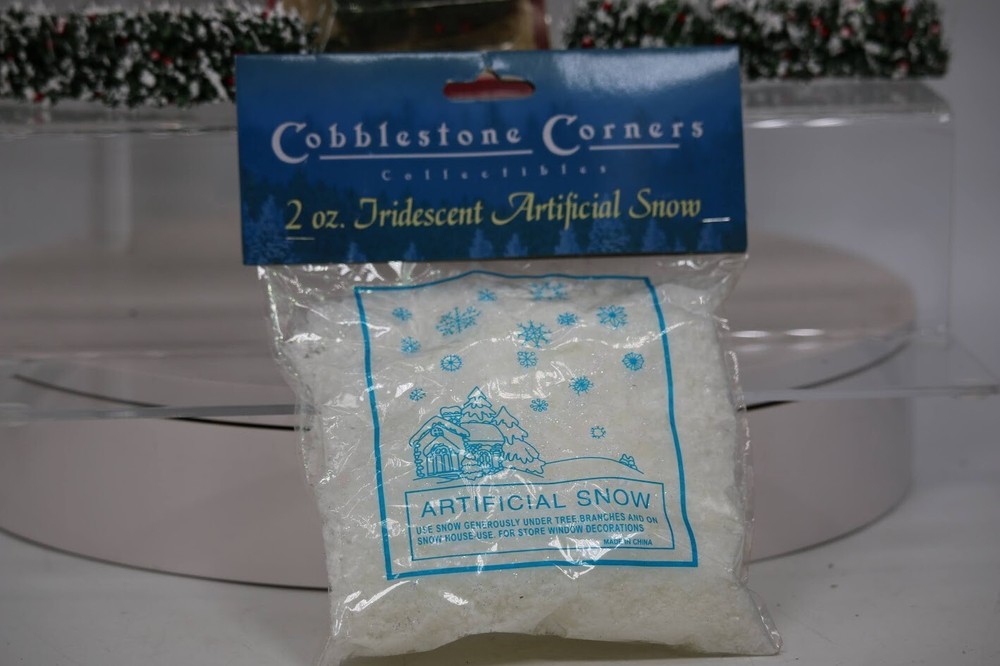 Cobblestone Corners
Collectibles
2 oz. Iridescent Artificial Snow
ARTIFICIAL SNOW
USE SNOW GENEROUSLY UNDER TREE BRANCHES AND ON
SNOW HOUSE USE. FOR STORE WINDOW DECORATIONS
MADE IN CHINA